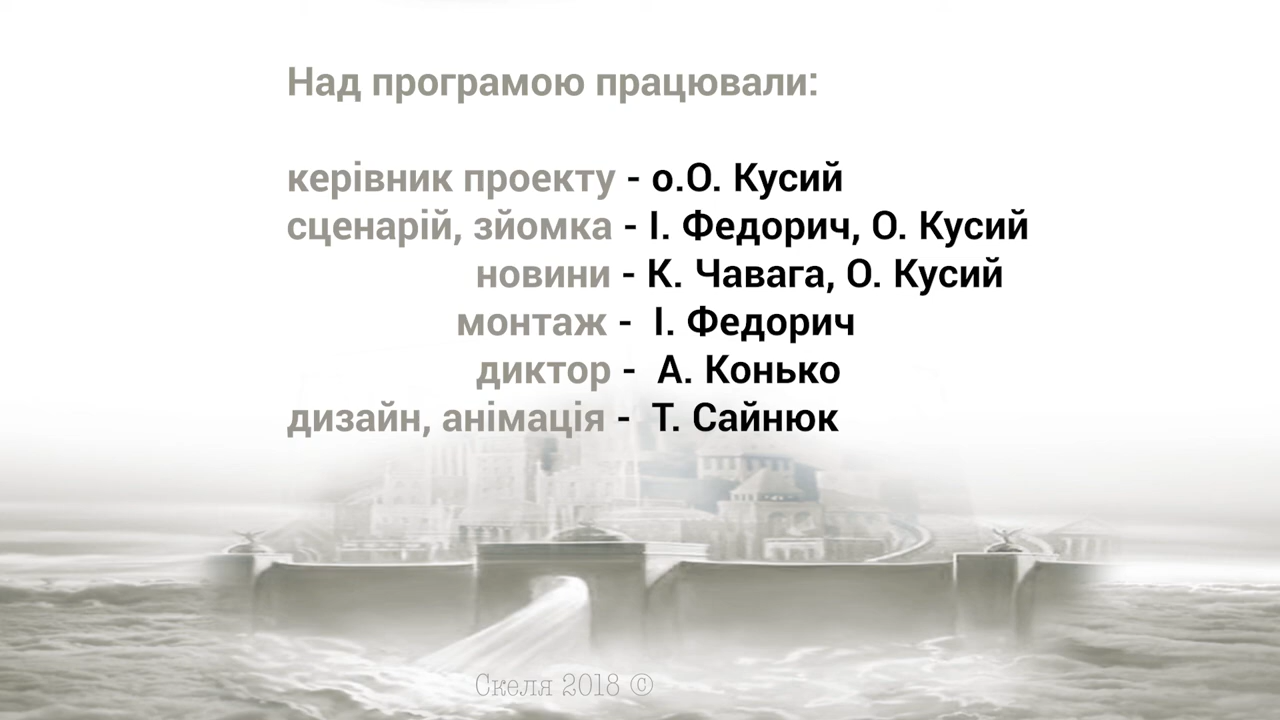 Над програмою працювали:
керівник проекту - о.О. Кусий
сценарій, зйомка - І. Федорич, О. Кусий
новини - К. Чавага, О. Кусий
монтаж - І. Федорич
диктор - А. Конько
дизайн, анімація - Т. Сайнюк
Скеля 2018 ©